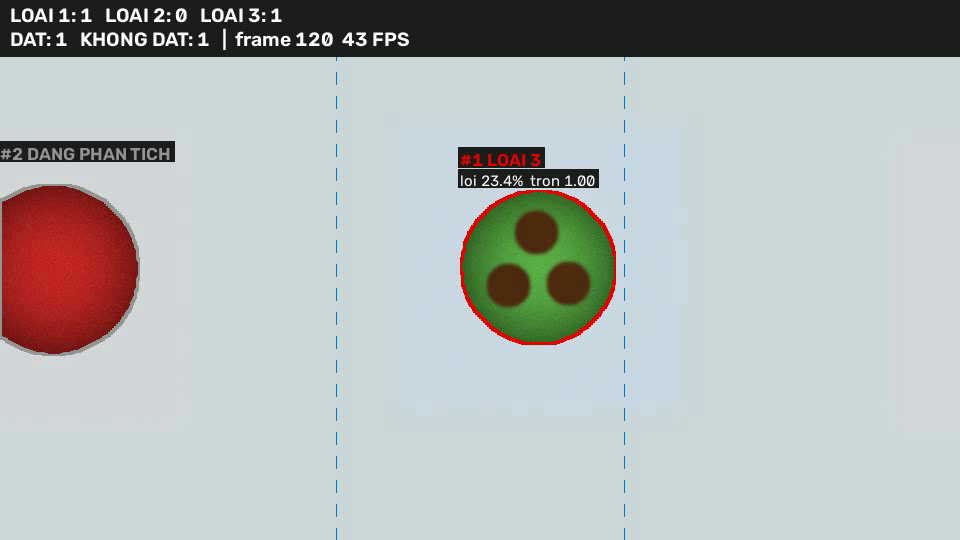 LOAI 1: 1 LOAI 2: 0 LOAI 3: 1
DAT: 1 KHONG DAT: 1 | frame 120 43 FPS
#2 DANG PHAN TICH
#1 LOAI 3
loi 23.4% tron 1.00